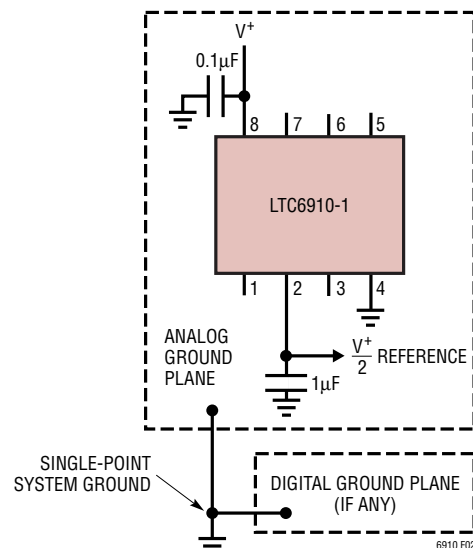 V+
0.1µF
8 7 6 5
LTC6910-1
1 2 3 4
ANALOG
GROUND
PLANE
V+
2
REFERENCE
1µF
SINGLE-POINT
SYSTEM GROUND
DIGITAL GROUND PLANE
(IF ANY)
6910 F02